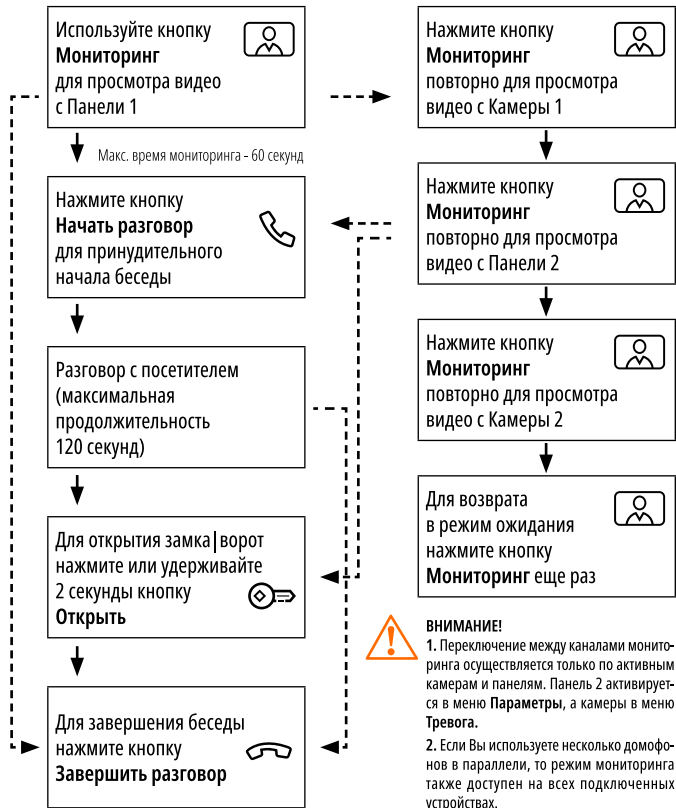 Используйте кнопку
Мониторинг
для просмотра видео
с Панели 1
Макс. время мониторинга - 60 секунд
Нажмите кнопку
Начать разговор
для принудительного
начала беседы
Разговор с посетителем
(максимальная
продолжительность
120 секунд)
Для открытия замка|ворот
нажмите или удерживайте
2 секунды кнопку
Открыть
Для завершения беседы
нажмите кнопку
Завершить разговор
Нажмите кнопку
Мониторинг
повторно для просмотра
видео с Камеры 1
Нажмите кнопку
Мониторинг
повторно для просмотра
видео с Панели 2
Нажмите кнопку
Мониторинг
повторно для просмотра
видео с Камеры 2
Для возврата
в режим ожидания
нажмите кнопку
Мониторинг еще раз
ВНИМАНИЕ!
1. Переключение между каналами монито-
ринга осуществляется только по активным
камерам и панелям. Панель 2 активирует-
ся в меню Параметры, а камеры в меню
Тревога.
2. Если Вы используете несколько домофо-
нов в параллели, то режим мониторинга
также доступен на всех подключенных
устройствах.